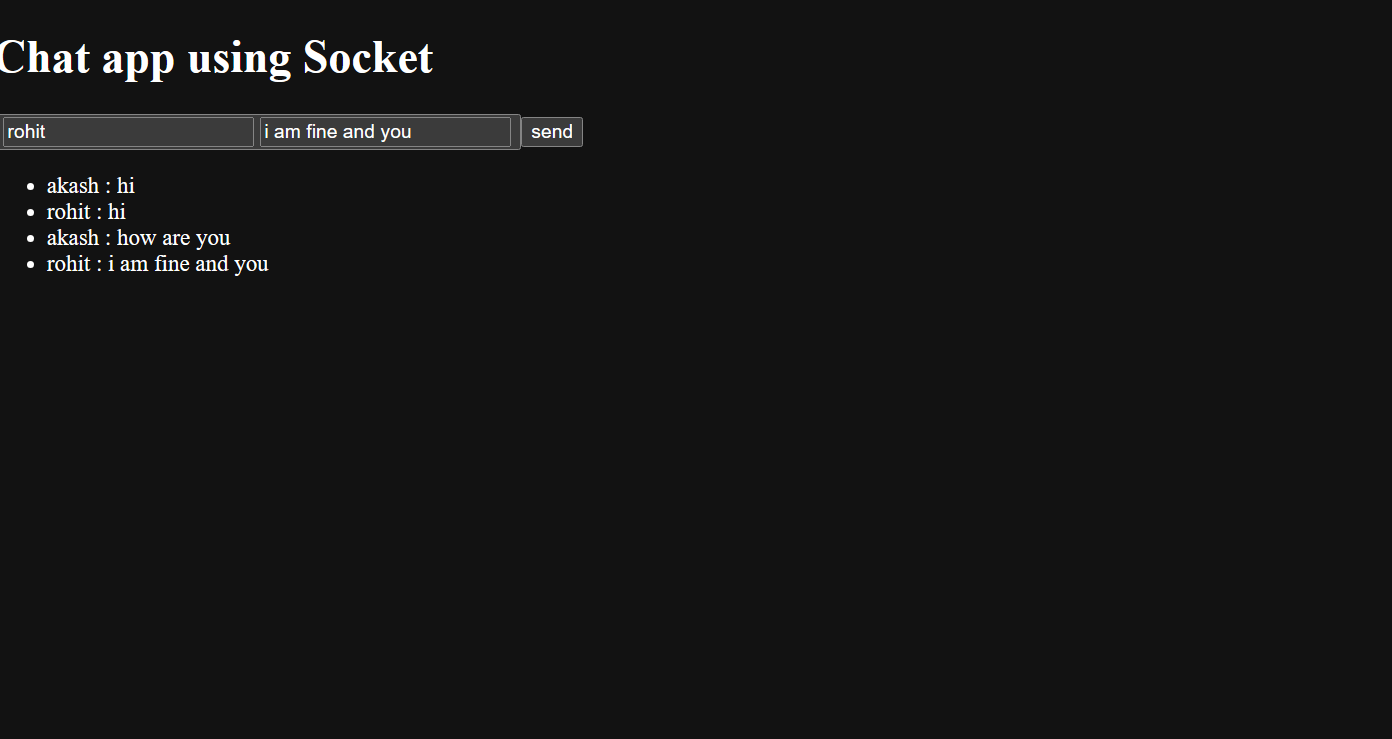 Chat app using Socket
rohit i am fine and you send
akash : hi
rohit : hi
akash : how are you
rohit : i am fine and you